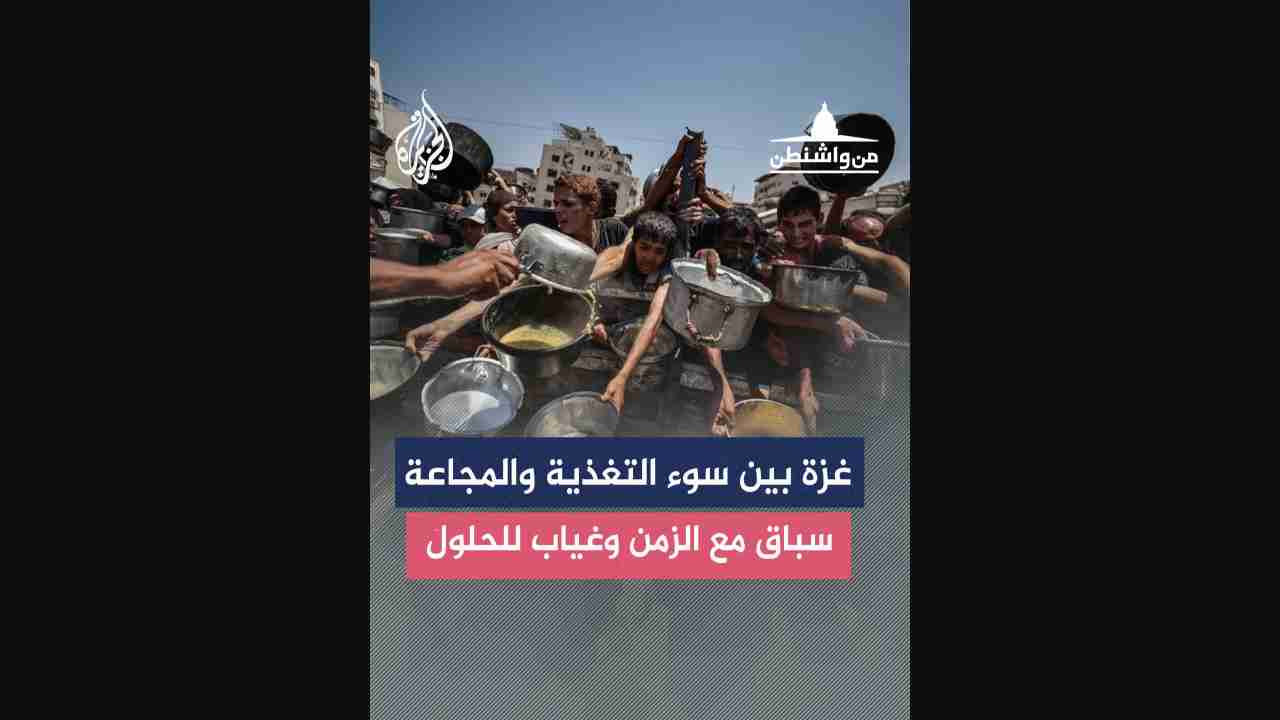 الجزيرة
من واشنطن
غزة بين سوء التغذية والمجاعة
سباق مع الزمن وغياب للحلول